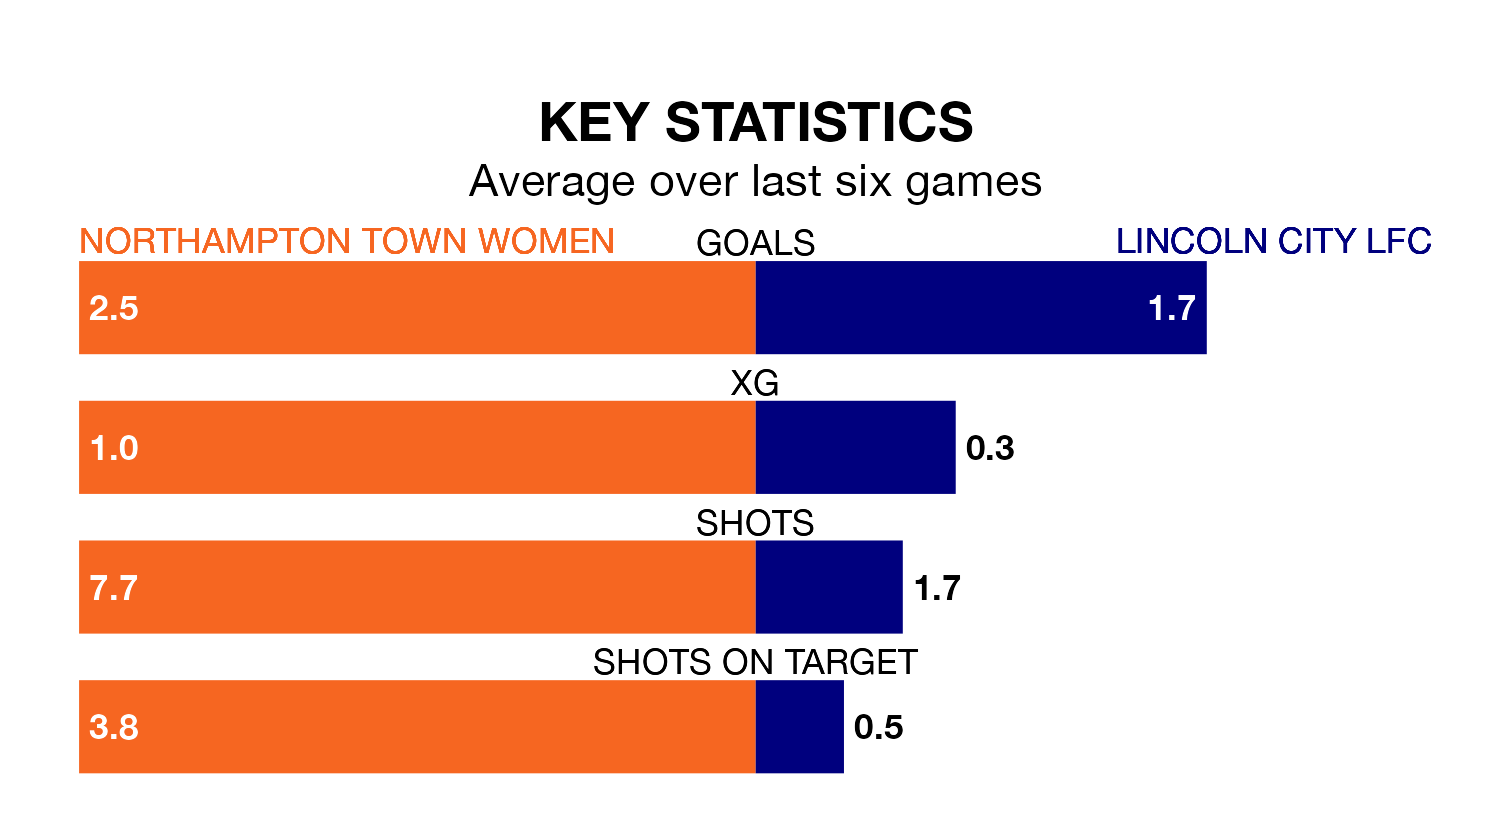 KEY STATISTICS
Average over last six games
NORTHAMPTON TOWN WOMEN GOALS LINCOLN CITY LFC
2.5 1.7
XG
1.0 0.3
SHOTS
7.7 1.7
SHOTS ON TARGET
3.8 0.5